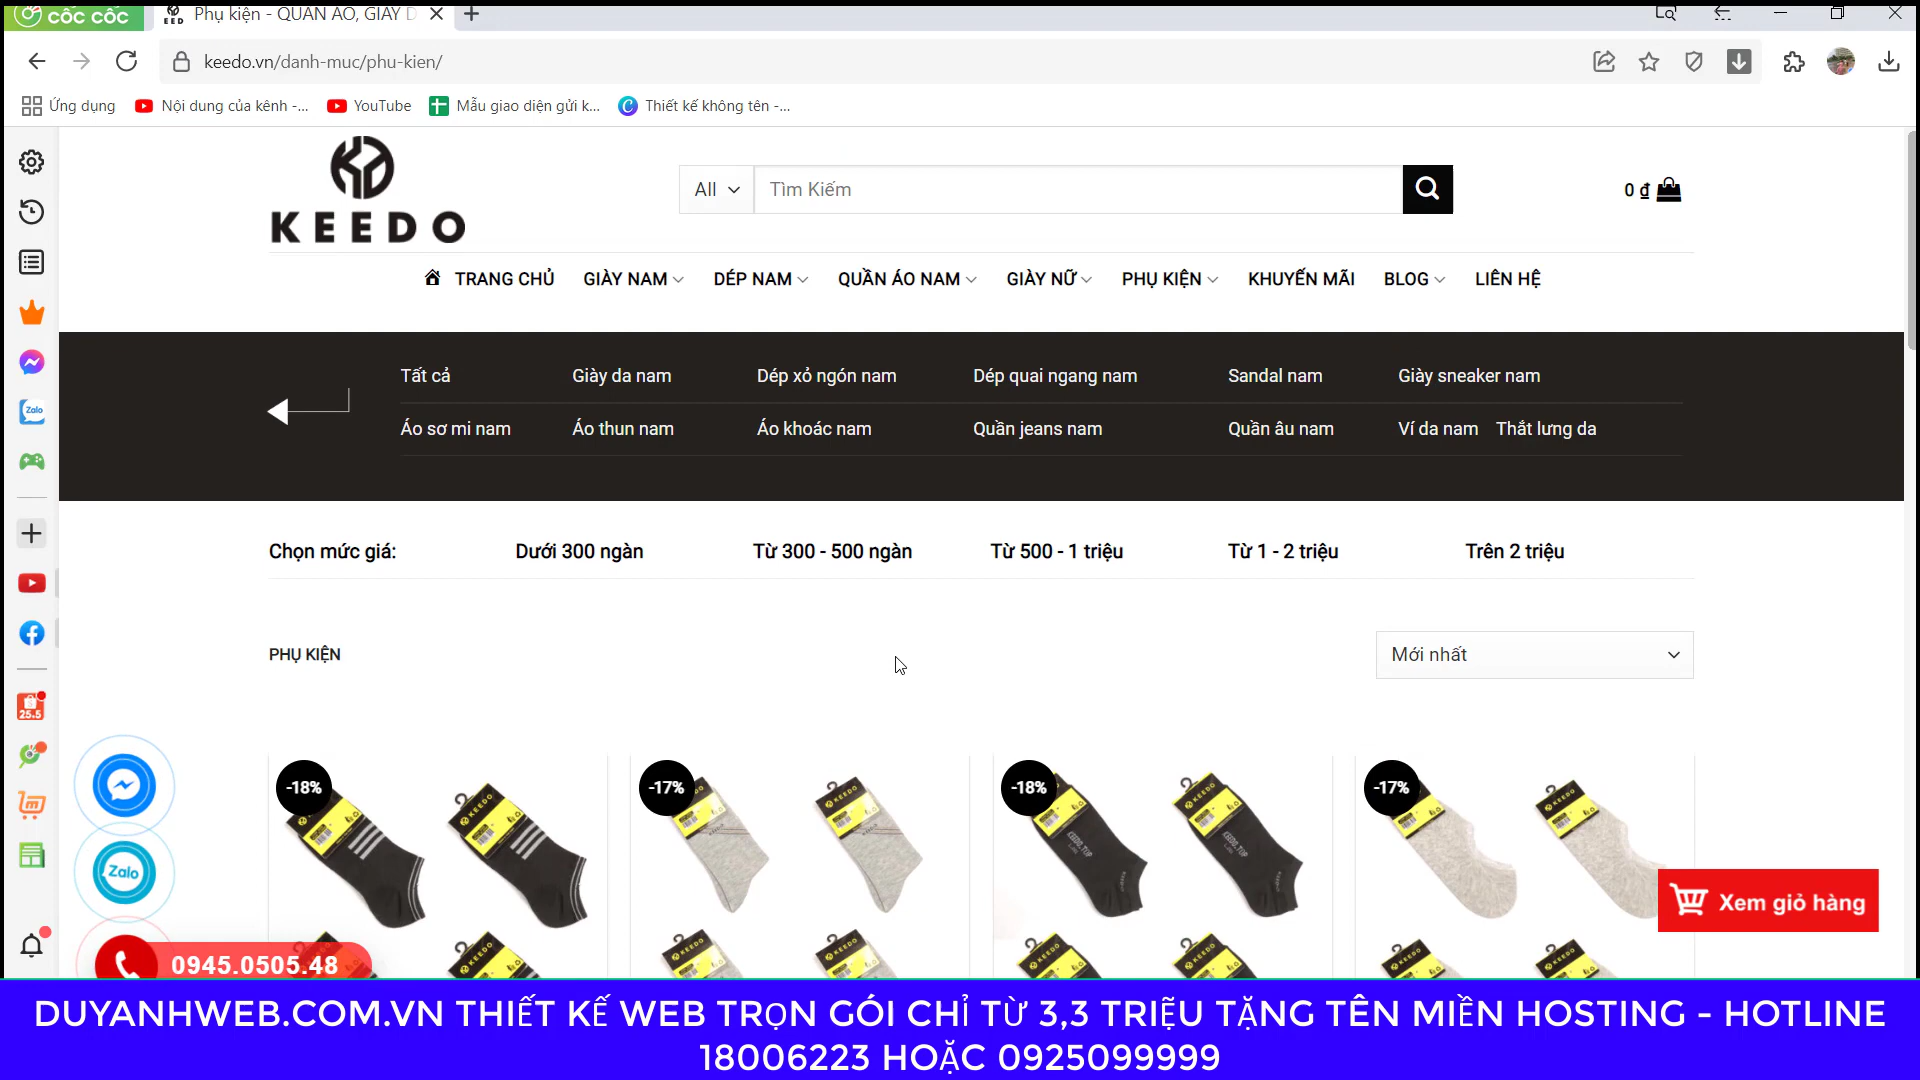 CỐC CỐC
Phụ kiện - QUẦN ÁO, GIÀY D
keedo.vn/danh-muc/phu-kien/
Ứng dụng
Nội dung của kênh -...
YouTube
Mẫu giao diện gửi k...
Thiết kế không tên -...
KEEDO
All
Tìm Kiếm
0 ₫
TRANG CHỦ
GIÀY NAM
DÉP NAM
QUẦN ÁO NAM
GIÀY NỮ
PHỤ KIỆN
KHUYẾN MÃI
BLOG
LIÊN HỆ
Tất cả
Giày da nam
Dép xỏ ngón nam
Dép quai ngang nam
Sandal nam
Giày sneaker nam
Áo sơ mi nam
Áo thun nam
Áo khoác nam
Quần jeans nam
Quần âu nam
Ví da nam
Thắt lưng da
Chọn mức giá:
Dưới 300 ngàn
Từ 300 - 500 ngàn
Từ 500 - 1 triệu
Từ 1 - 2 triệu
Trên 2 triệu
PHỤ KIỆN
Mới nhất
Zalo
25.5
-18%
-17%
-18%
-17%
Zalo
Xem giỏ hàng
0945.0505.48
DUYANHWEB.COM.VN THIẾT KẾ WEB TRỌN GÓI CHỈ TỪ 3,3 TRIỆU TẶNG TÊN MIỀN HOSTING - HOTLINE
18006223 HOẶC 0925099999